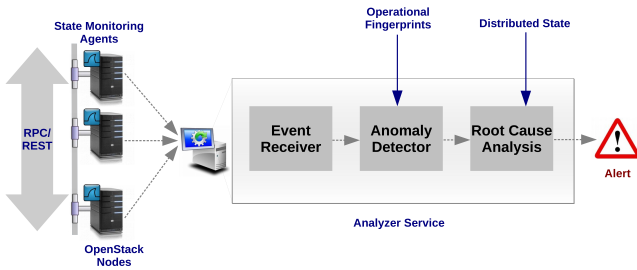 State Monitoring
Agents
RPC/
REST
OpenStack
Nodes
Operational
Fingerprints
Distributed State
Event
Receiver
Anomaly
Detector
Root Cause
Analysis
Analyzer Service
Alert